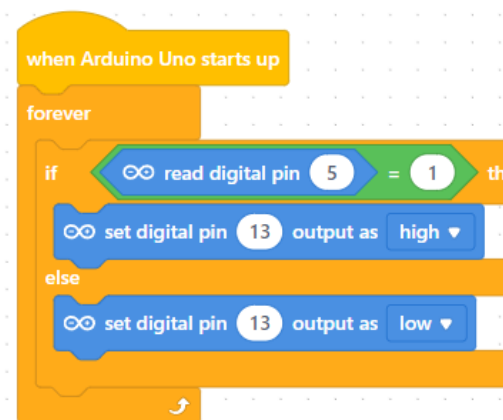 when Arduino Uno starts up
forever
if read digital pin 5 = 1 th
set digital pin 13 output as high
else
set digital pin 13 output as low